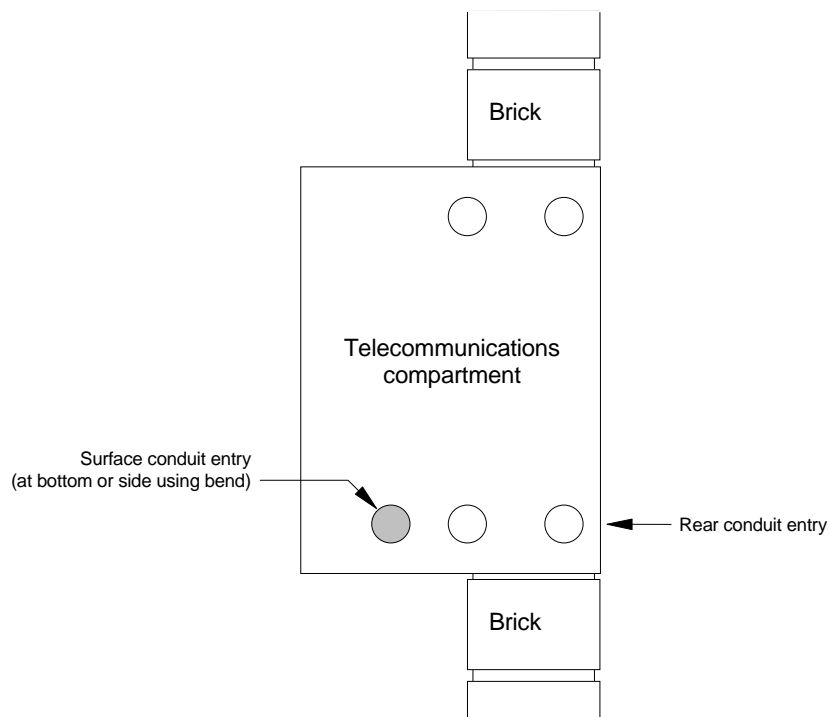 Brick
Telecommunications
compartment
Surface conduit entry
(at bottom or side using bend)
Rear conduit entry
Brick